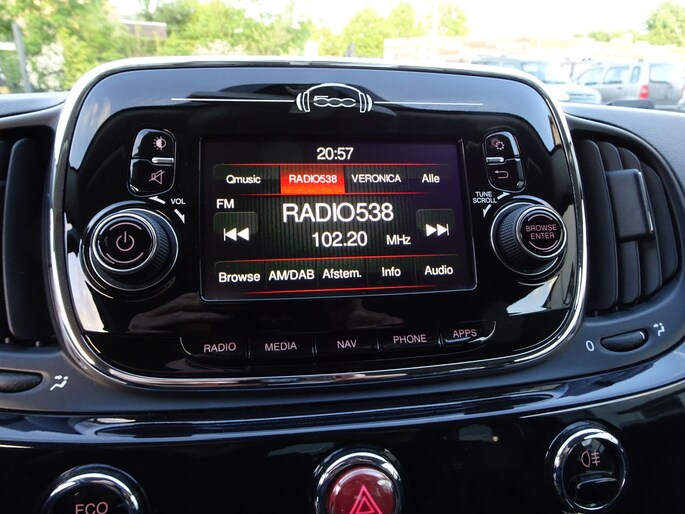 500
20:57
Qmusic RADIO538 VERONICA Alle
FM
RADIO538
102.20 MHz
Browse AM/DAB Afstem. Info Audio
VOL
TUNE
SCROLL
BROWSE
ENTER
RADIO MEDIA NAV PHONE APPS
0
ECO